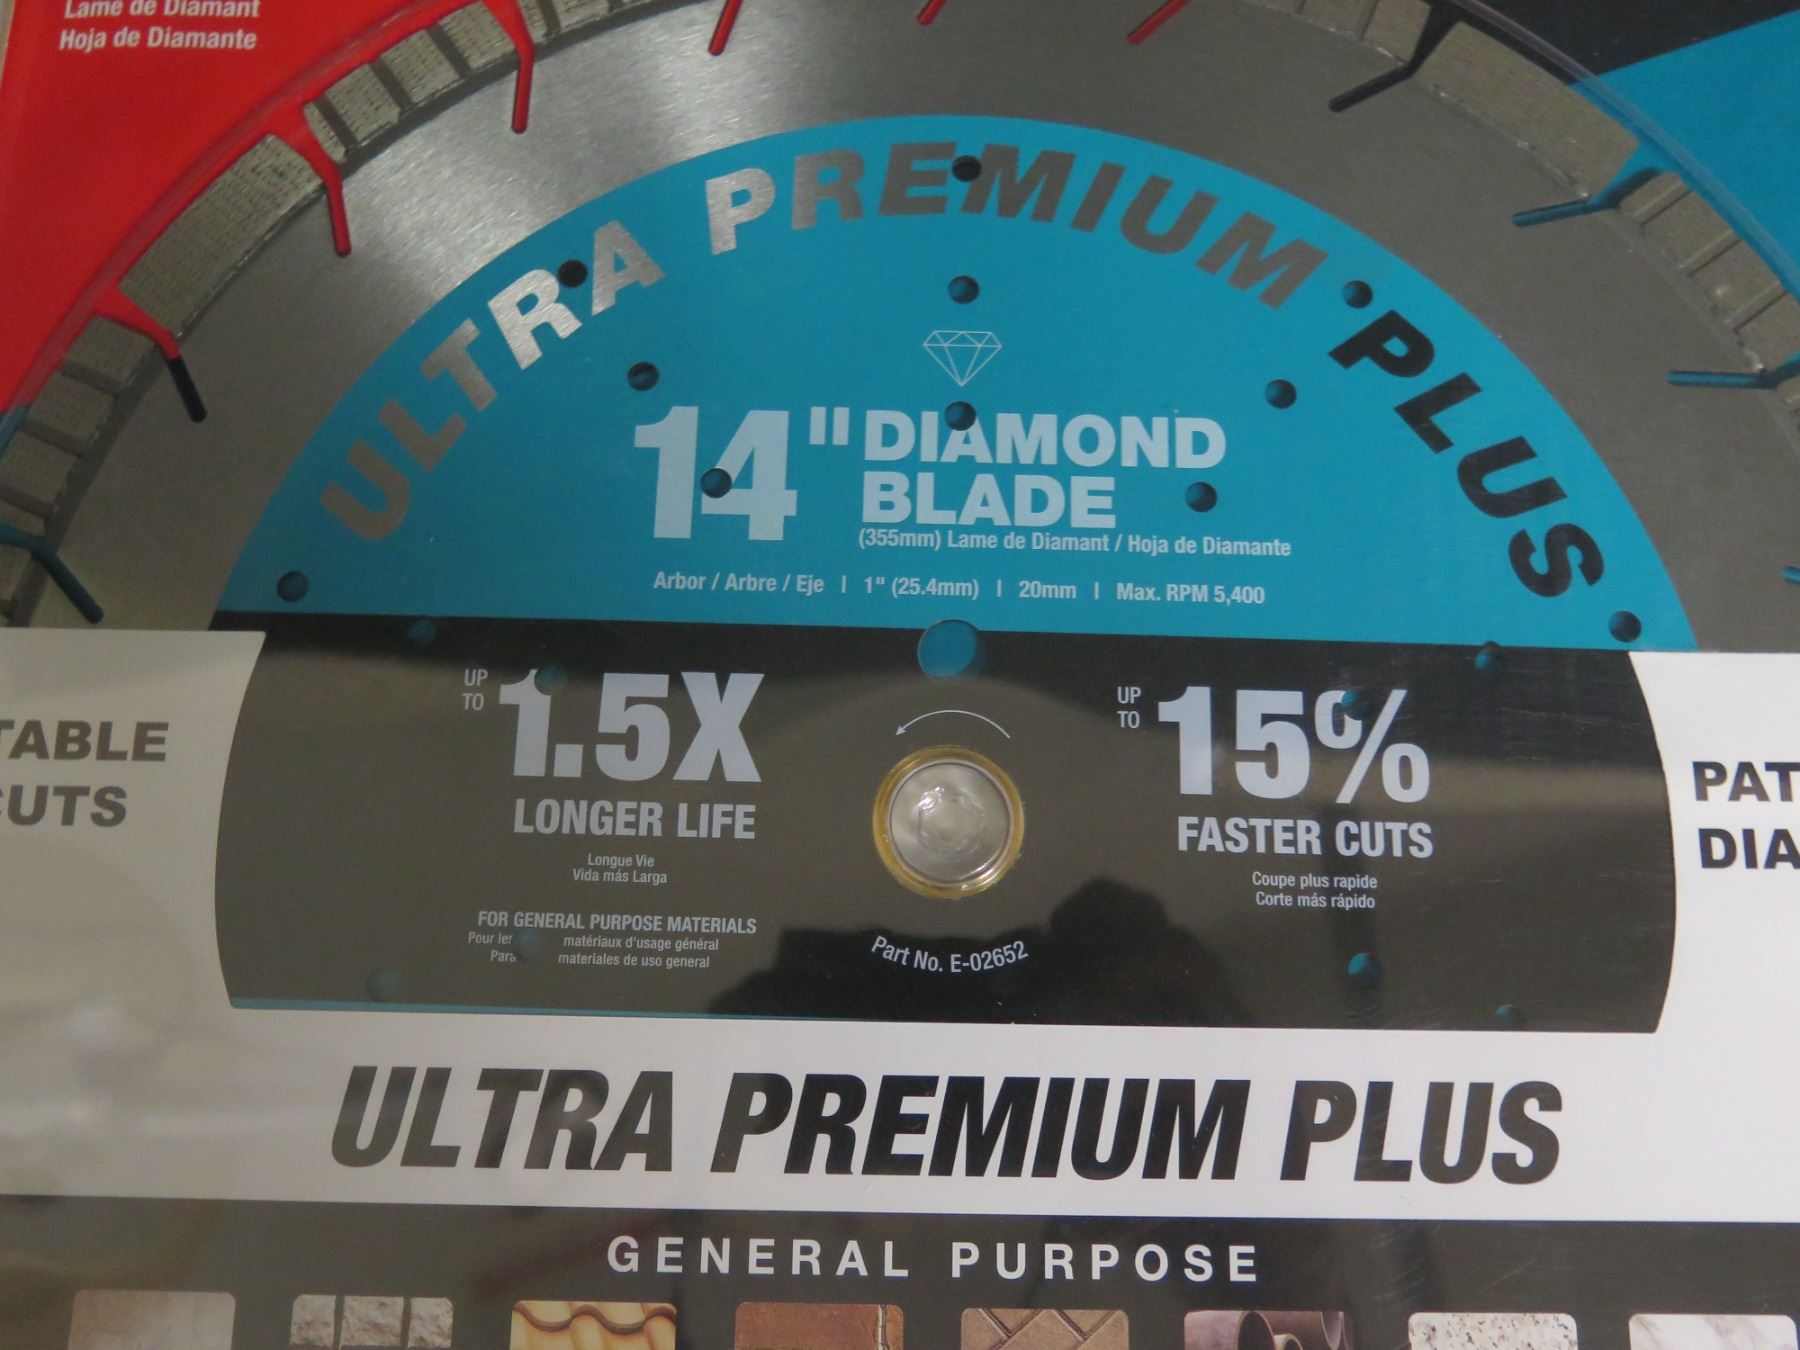 Lame de Diamant
Hoja de Diamante
ULTRA PREMIUM PLUS
14" DIAMOND
BLADE
(355mm) Lame de Diamant / Hoja de Diamante
Arbor / Arbre / Eje | 1" (25.4mm) | 20mm | Max. RPM 5,400
UP
TO
1.5X
LONGER LIFE
Longue Vie
Vida más Larga
FOR GENERAL PURPOSE MATERIALS
Pour les matériaux d'usage général
Para materiales de uso general
UP
TO
15%
FASTER CUTS
Coupe plus rapide
Corte más rápido
Part No. E-02652
TABLE
CUTS
PAT
DIA
ULTRA PREMIUM PLUS
GENERAL PURPOSE